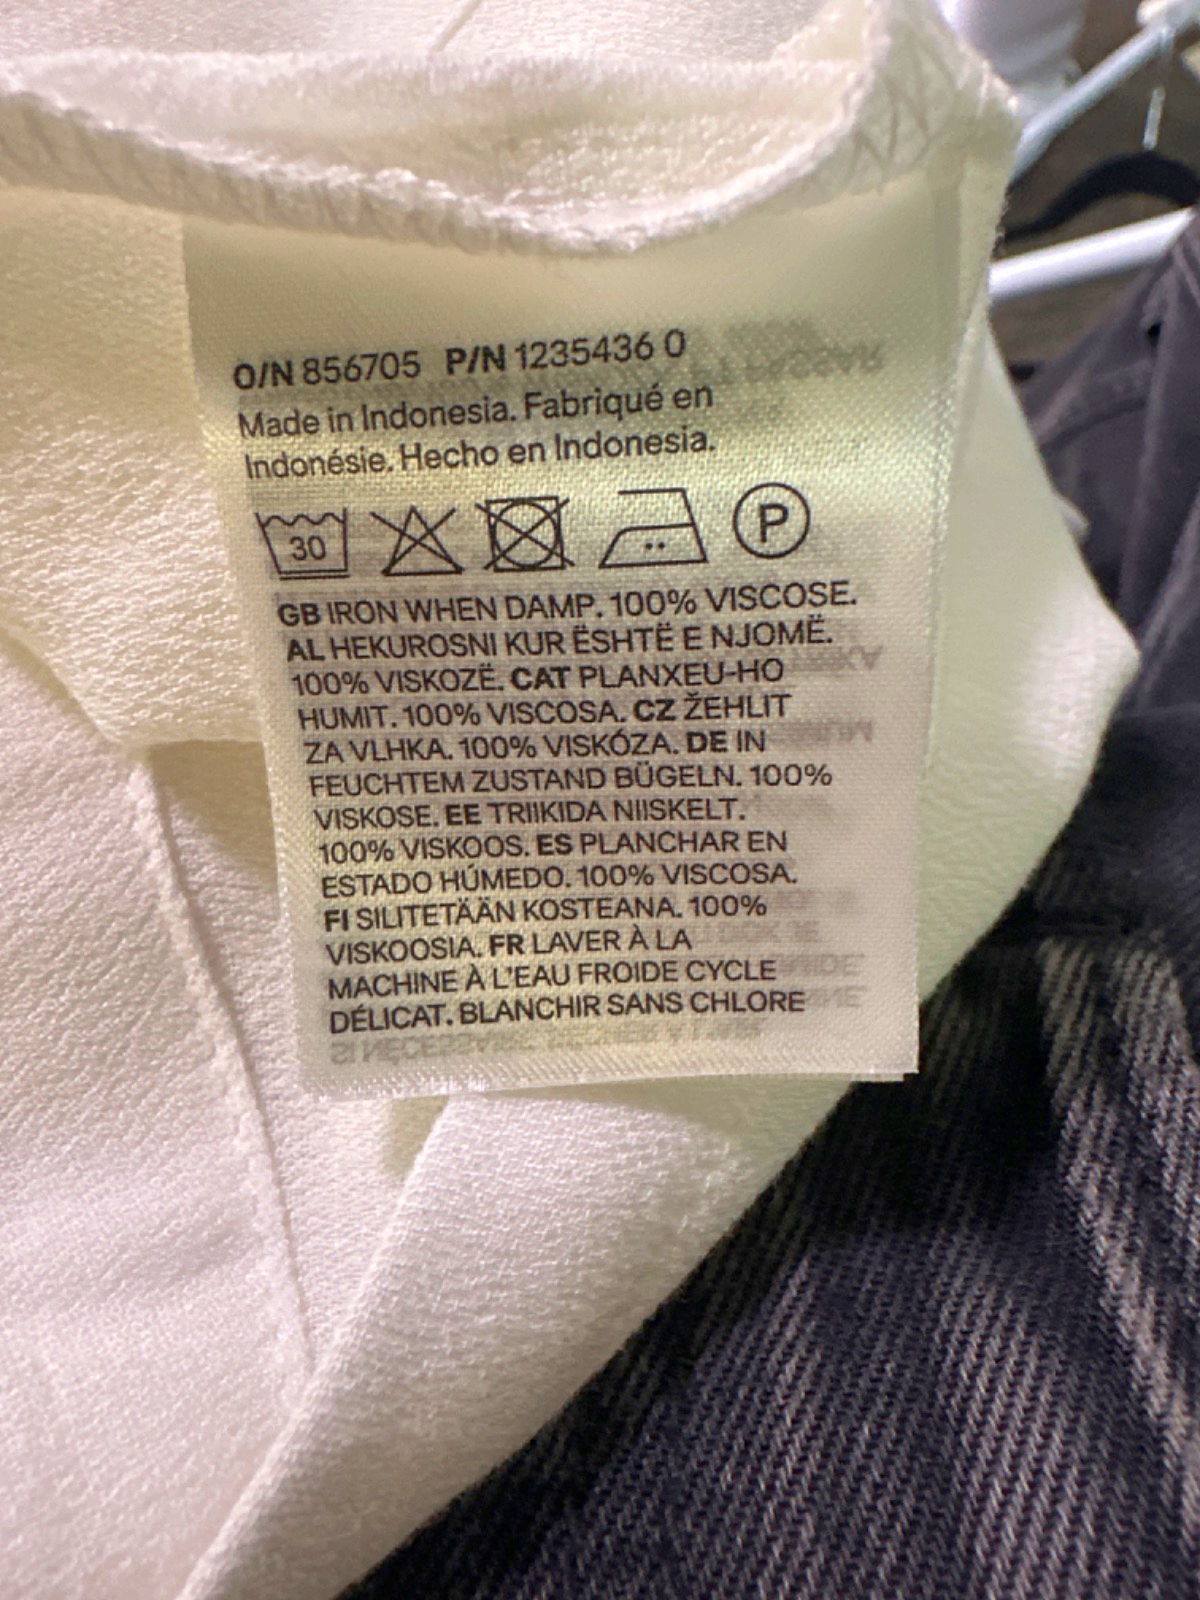 O/N 856705 P/N 1235436 0
Made in Indonesia. Fabriqué en
Indonésie. Hecho en Indonesia.
30 P
GB IRON WHEN DAMP. 100% VISCOSE.
AL HEKUROSNI KUR ËSHTË E NJOMË.
100% VISKOZË. CAT PLANXEU-HO
HUMIT. 100% VISCOSA. CZ ŽEHLIT
ZA VLHKA. 100% VISKÓZA. DE IN
FEUCHTEM ZUSTAND BÜGELN. 100%
VISKOSE. EE TRIIKIDA NIISKELT.
100% VISKOOS. ES PLANCHAR EN
ESTADO HÚMEDO. 100% VISCOSA.
FI SILITETÄÄN KOSTEANA. 100%
VISKOOSIA. FR LAVER À LA
MACHINE À L'EAU FROIDE CYCLE
DÉLICAT. BLANCHIR SANS CHLORE